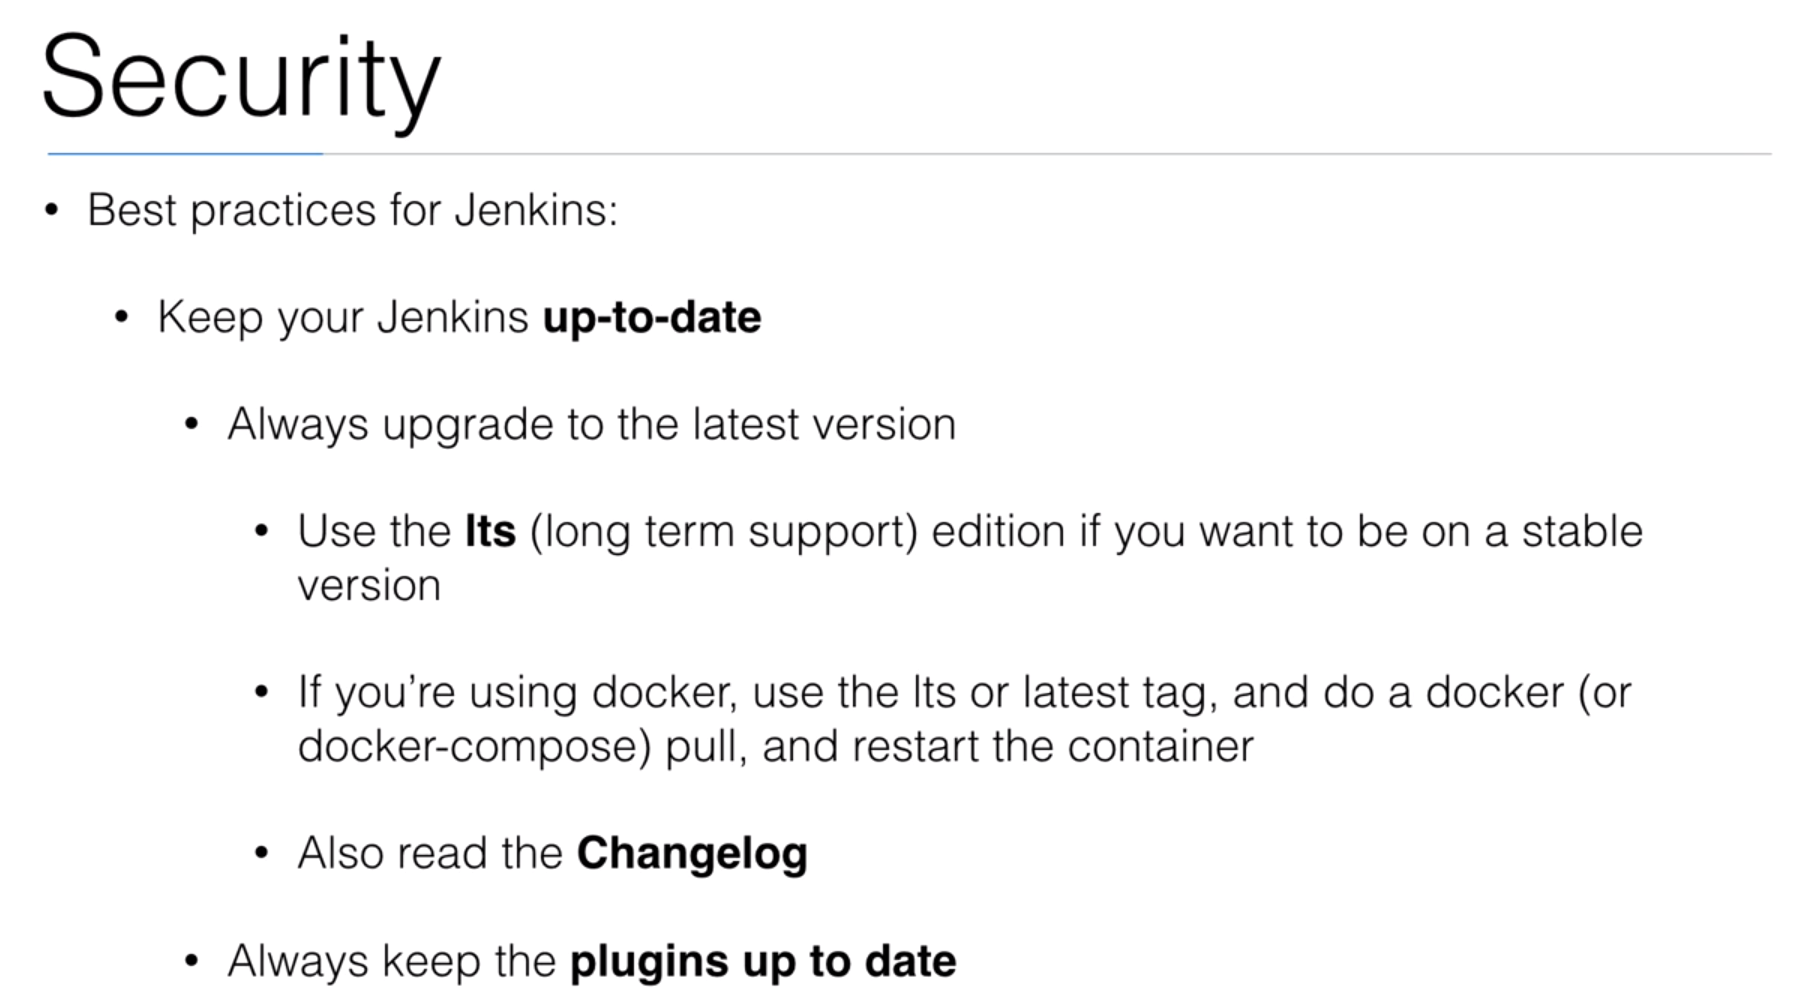 Security
• Best practices for Jenkins:
• Keep your Jenkins up-to-date
• Always upgrade to the latest version
• Use the lts (long term support) edition if you want to be on a stable
version
• If you’re using docker, use the lts or latest tag, and do a docker (or
docker-compose) pull, and restart the container
• Also read the Changelog
• Always keep the plugins up to date